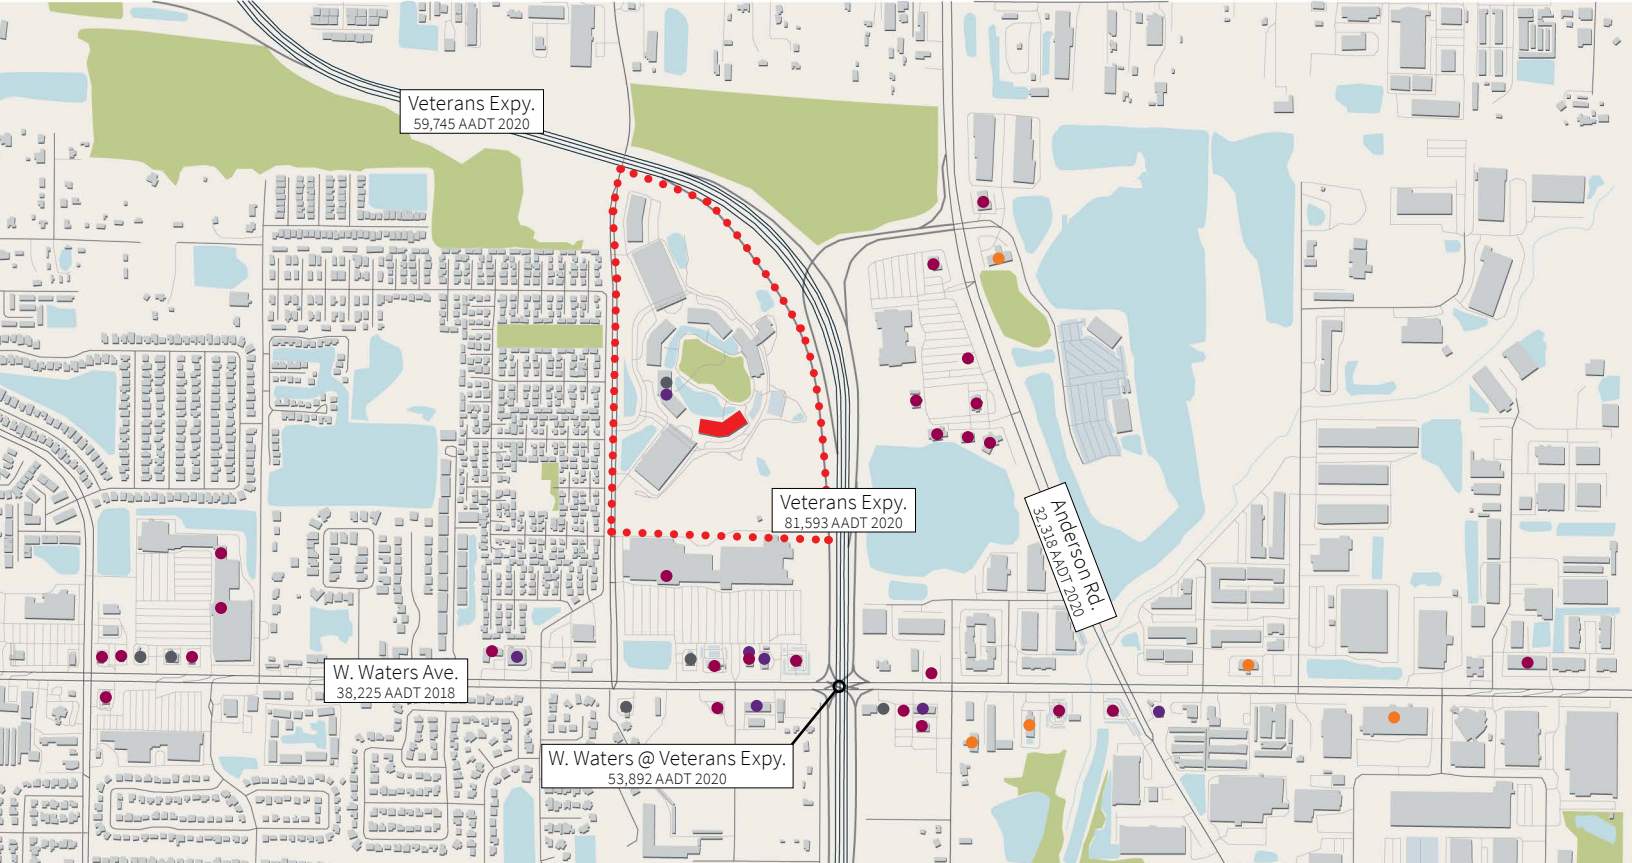 Veterans Expy.
59,745 AADT 2020
Veterans Expy.
81,593 AADT 2020
Anderson Rd.
32,318 AADT 2020
W. Waters Ave.
38,225 AADT 2018
W. Waters @ Veterans Expy.
53,892 AADT 2020